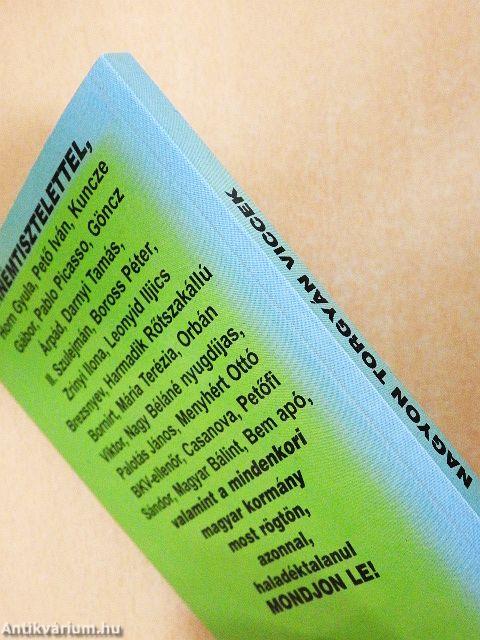 NEMTISZTELETTEL,
Horn Gyula, Pető Iván, Kuncze
Gábor, Pablo Picasso, Göncz
Árpád, Darnyi Tamás,
II. Szulejmán, Boross Péter,
Zrínyi Ilona, Leonyid Iljics
Brezsnyev, Harmadik Rőtszakállú
Bornirt, Mária Terézia, Orbán
Viktor, Nagy Béláné nyugdíjas,
Palotás János, Menyhért Ottó
BKV-ellenőr, Casanova, Petőfi
Sándor, Magyar Bálint, Bem apó,
valamint a mindenkori
magyar kormány
most rögtön,
azonnal,
haladéktalanul
MONDJON LE!
NAGYON TORGYÁN VICCEK
Antikvárium.hu